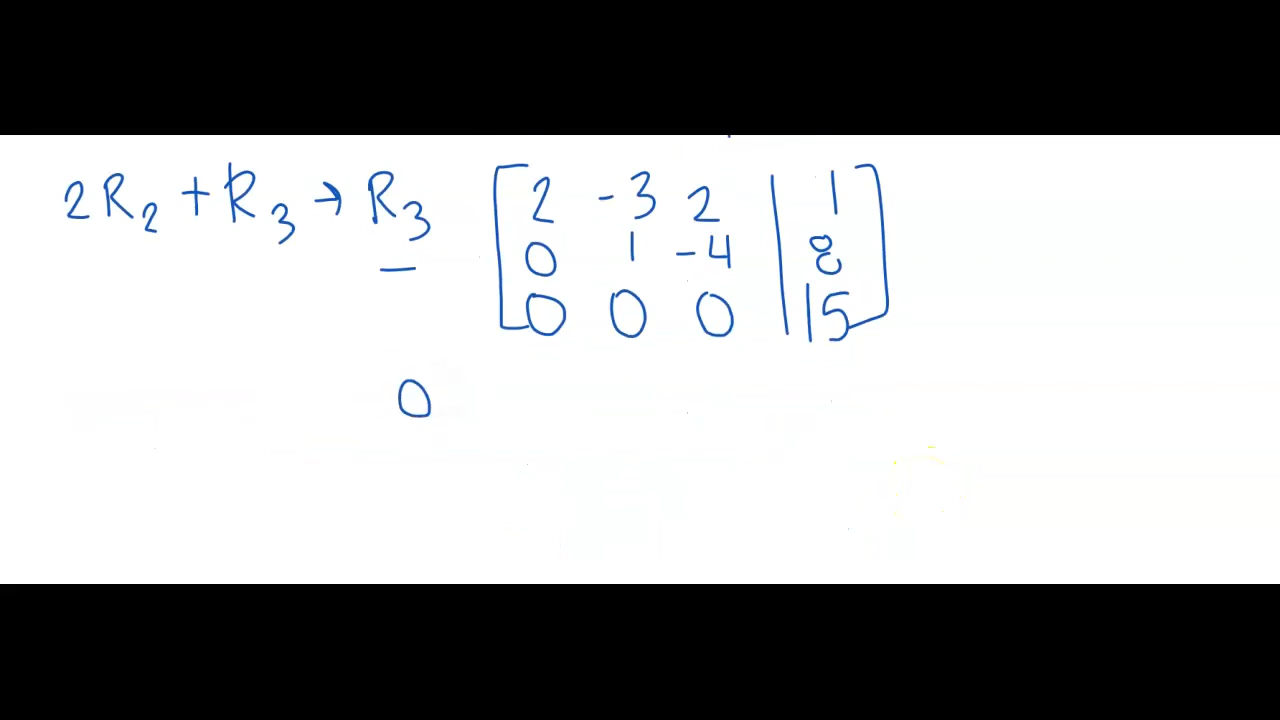 2R₂ + R₃ → R₃ [ 2 -3 2 | 1 ]
0 1 -4 | 8
0 0 0 | 15
0